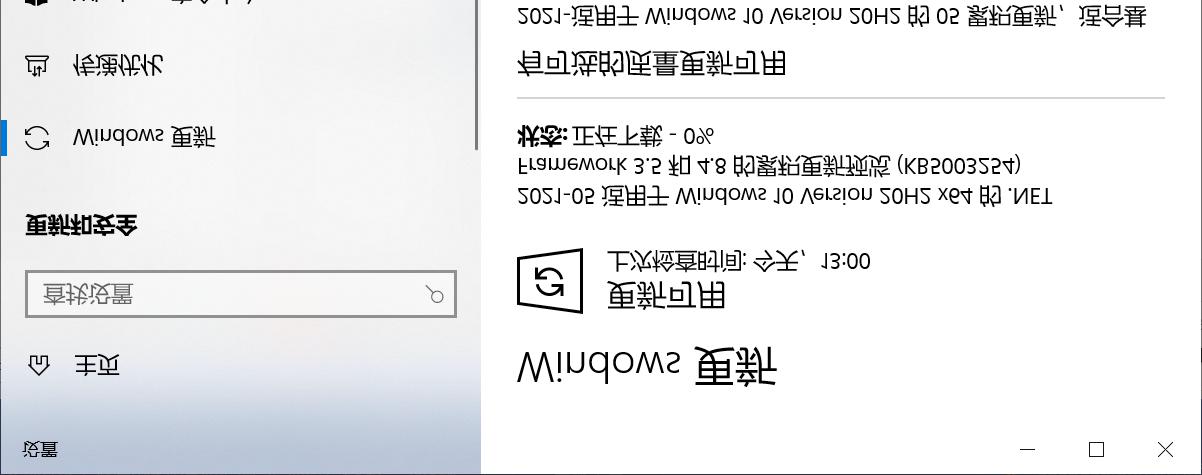 设置
主页
查找设置
更新和安全
Windows 更新
传递优化
Windows 更新
更新可用
上次检查时间: 今天，13:00
2021-05 适用于 Windows 10 Version 20H2 x64 的 .NET
Framework 3.5 和 4.8 的累积更新预览 (KB5003254)
状态: 正在下载 - 0%
有可选的质量更新可用
2021-适用于 Windows 10 Version 20H2 的 05 累积更新，适合基